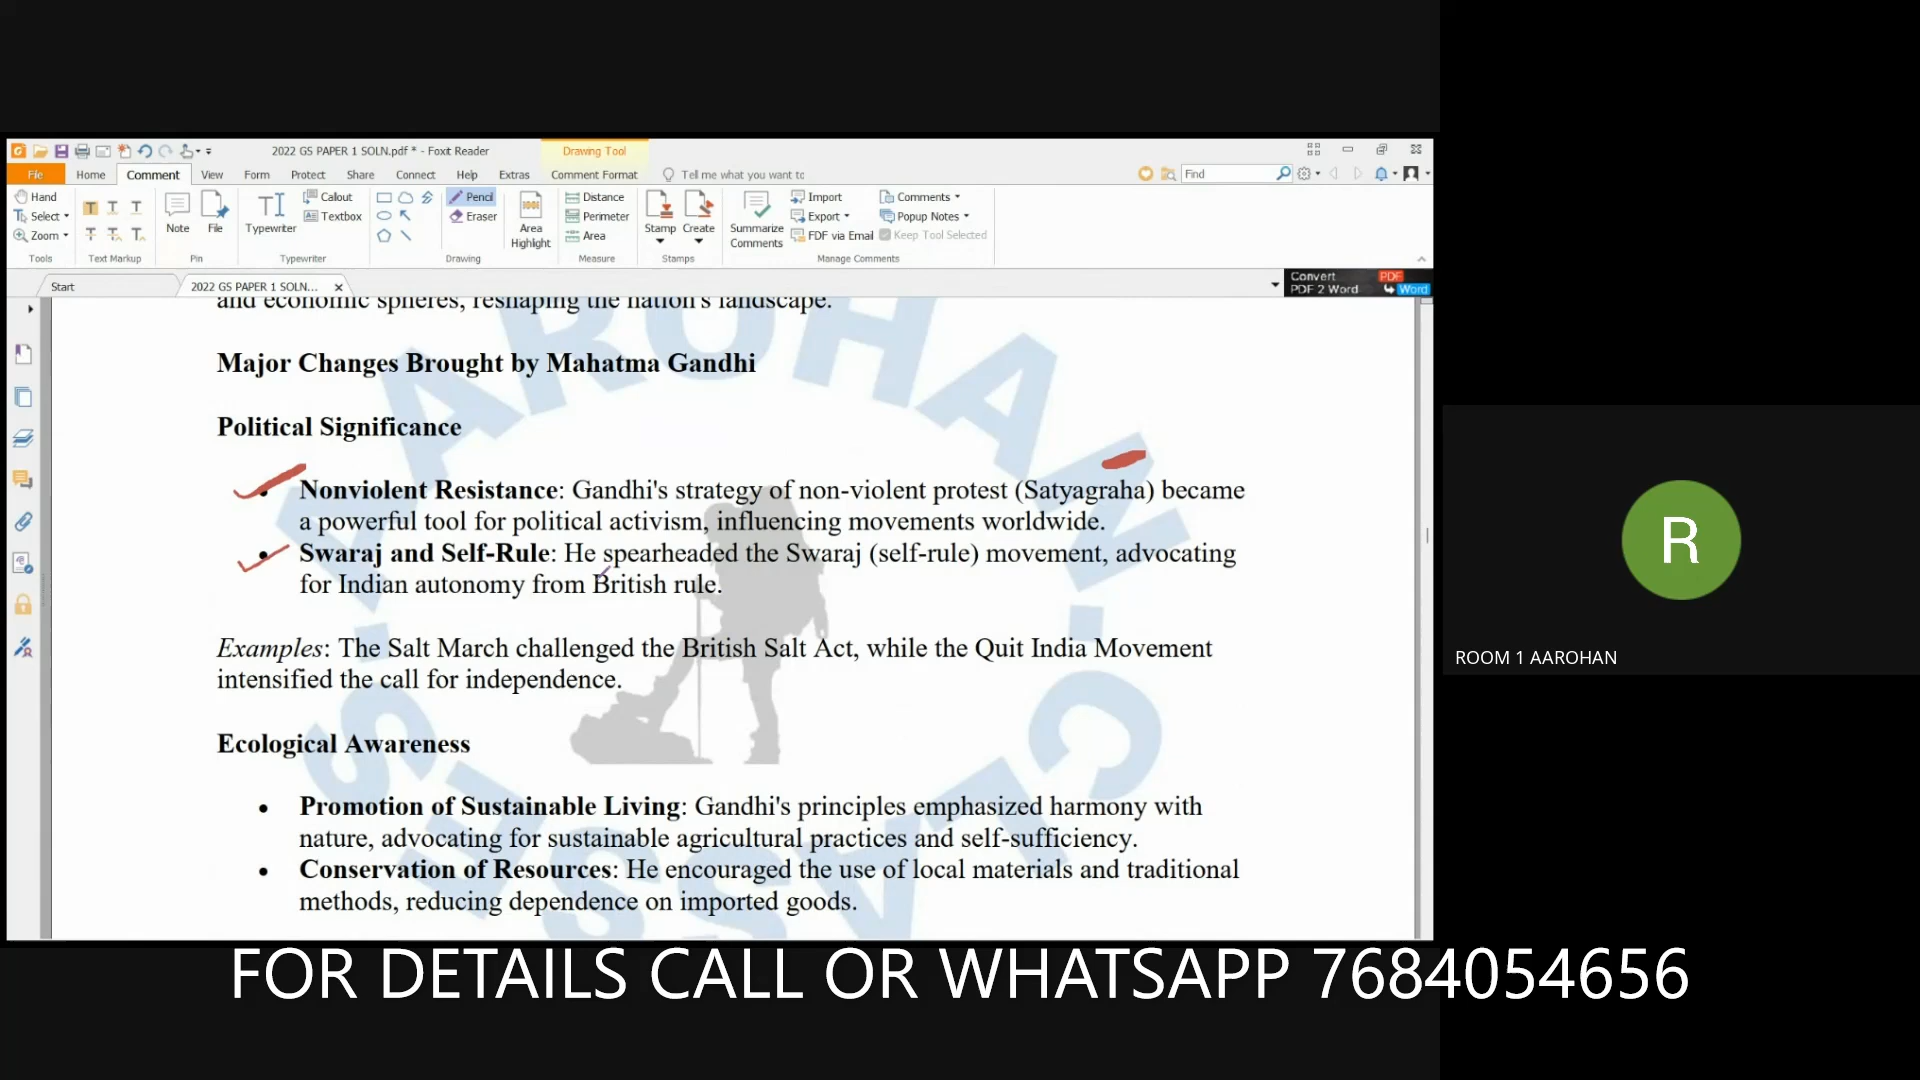 2022 GS PAPER 1 SOLN.pdf * - Foxit Reader
Drawing Tool
File Home Comment View Form Protect Share Connect Help Extras Comment Format Tell me what you want to Find
Hand
Select
Zoom
Tools
Text Markup
Note
File
Pin
Typewriter
Callout
Textbox
Typewriter
Pencil
Eraser
Drawing
Area
Highlight
Distance
Perimeter
Area
Measure
Stamp
Create
Stamps
Summarize
Comments
Import
Export
FDF via Email
Comments
Popup Notes
Keep Tool Selected
Manage Comments
Start
2022 GS PAPER 1 SOLN...
Convert PDF
PDF 2 Word Word
and economic spheres, reshaping the nation's landscape.
Major Changes Brought by Mahatma Gandhi
Political Significance
• Nonviolent Resistance: Gandhi's strategy of non-violent protest (Satyagraha) became
a powerful tool for political activism, influencing movements worldwide.
• Swaraj and Self-Rule: He spearheaded the Swaraj (self-rule) movement, advocating
for Indian autonomy from British rule.
Examples: The Salt March challenged the British Salt Act, while the Quit India Movement
intensified the call for independence.
Ecological Awareness
• Promotion of Sustainable Living: Gandhi's principles emphasized harmony with
nature, advocating for sustainable agricultural practices and self-sufficiency.
• Conservation of Resources: He encouraged the use of local materials and traditional
methods, reducing dependence on imported goods.
R
ROOM 1 AAROHAN
FOR DETAILS CALL OR WHATSAPP 7684054656